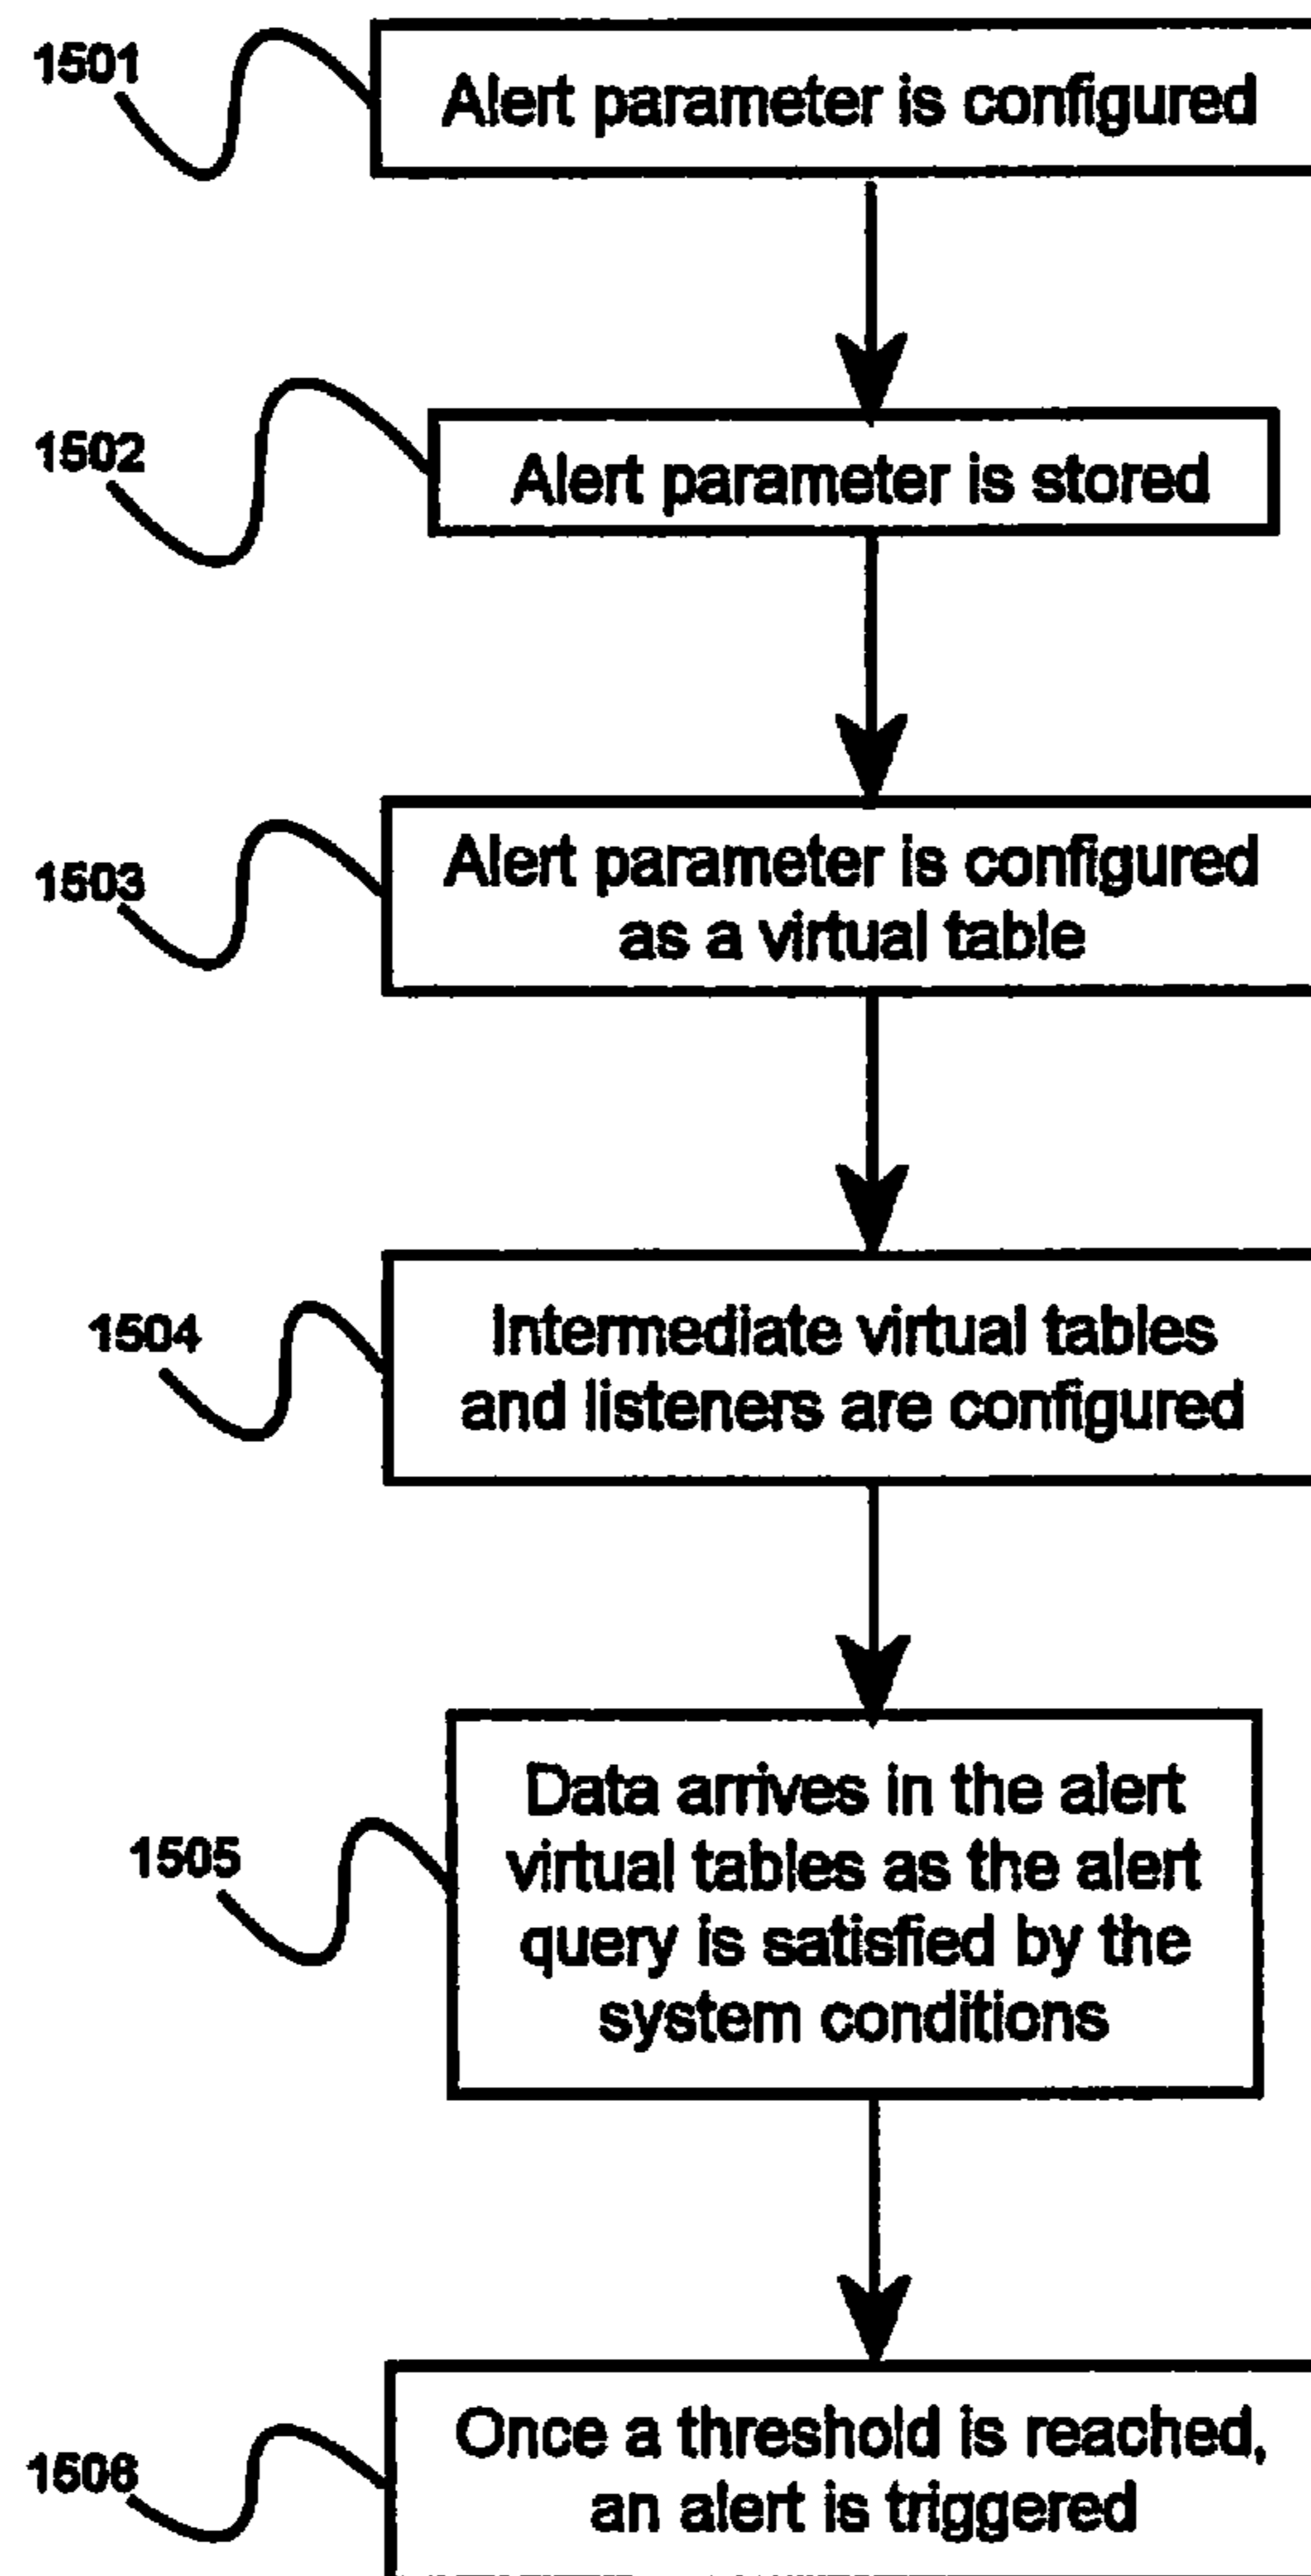 1501
Alert parameter is configured
1502
Alert parameter is stored
1503
Alert parameter is configured
as a virtual table
1504
Intermediate virtual tables
and listeners are configured
1505
Data arrives in the alert
virtual tables as the alert
query is satisfied by the
system conditions
1506
Once a threshold is reached,
an alert is triggered